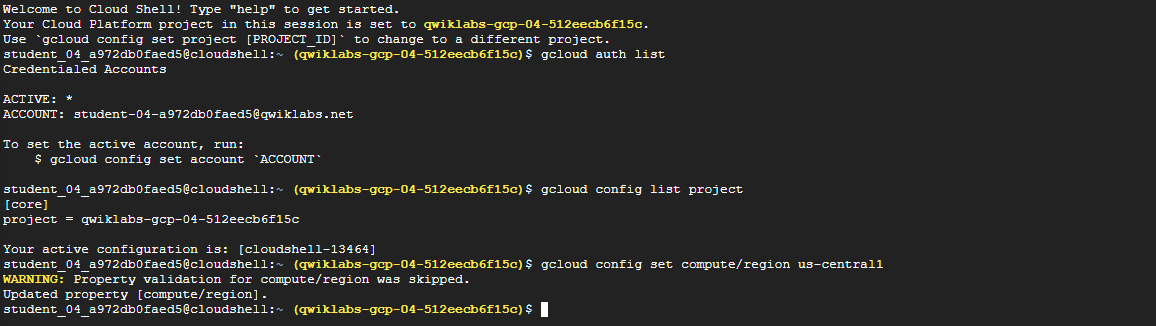 Welcome to Cloud Shell! Type "help" to get started.
Your Cloud Platform project in this session is set to qwiklabs-gcp-04-512eecb6f15c.
Use `gcloud config set project [PROJECT_ID]` to change to a different project.
student_04_a972db0faed5@cloudshell:~ (qwiklabs-gcp-04-512eecb6f15c)$ gcloud auth list
Credentialed Accounts

ACTIVE: *
ACCOUNT: student-04-a972db0faed5@qwiklabs.net

To set the active account, run:
    $ gcloud config set account `ACCOUNT`

student_04_a972db0faed5@cloudshell:~ (qwiklabs-gcp-04-512eecb6f15c)$ gcloud config list project
[core]
project = qwiklabs-gcp-04-512eecb6f15c

Your active configuration is: [cloudshell-13464]
student_04_a972db0faed5@cloudshell:~ (qwiklabs-gcp-04-512eecb6f15c)$ gcloud config set compute/region us-central1
WARNING: Property validation for compute/region was skipped.
Updated property [compute/region].
student_04_a972db0faed5@cloudshell:~ (qwiklabs-gcp-04-512eecb6f15c)$